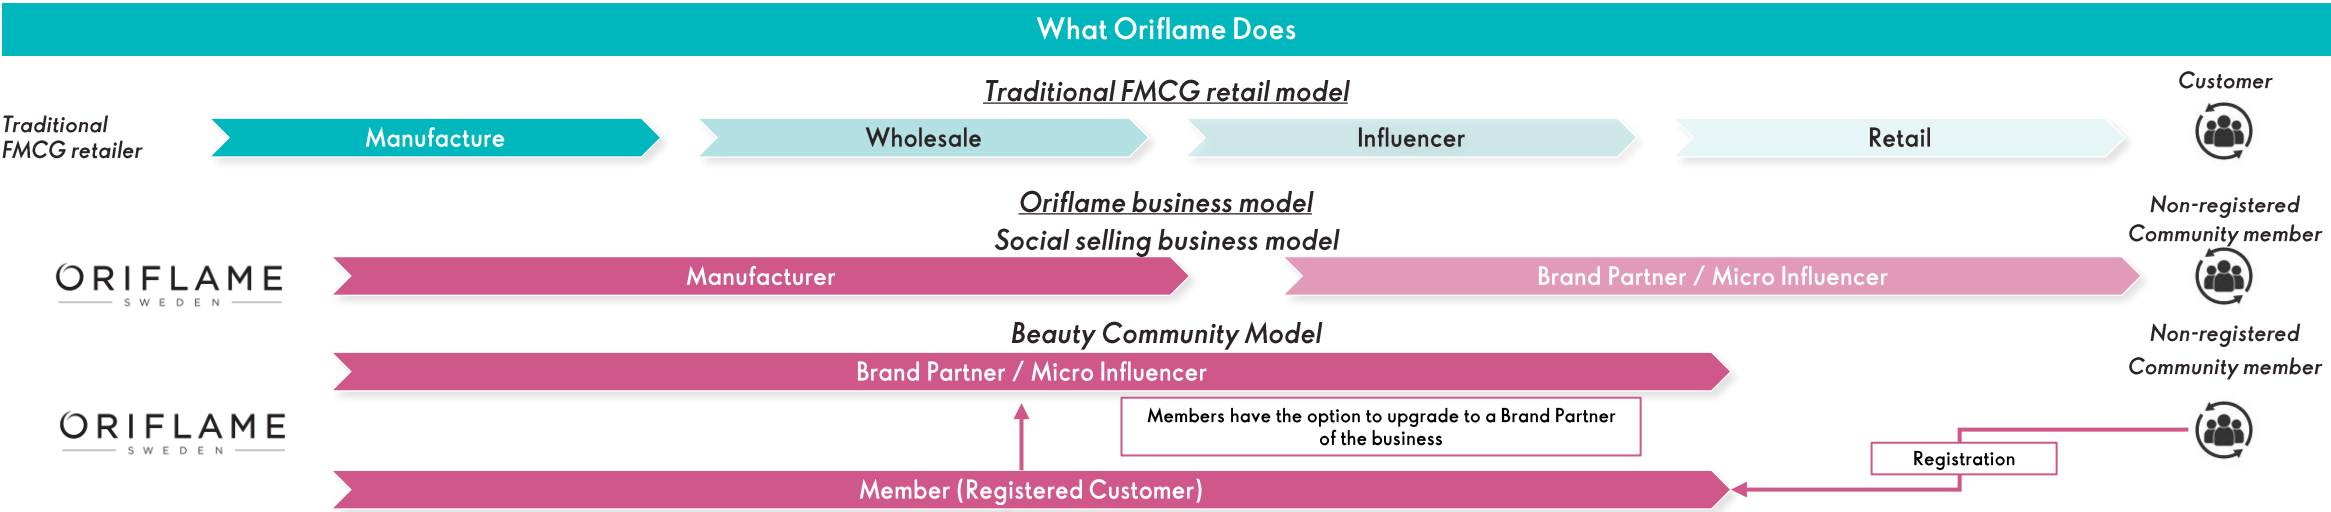 What Oriflame Does
Traditional FMCG retail model
Customer
Traditional
FMCG retailer
Manufacture
Wholesale
Influencer
Retail
Oriflame business model
Social selling business model
Non-registered
Community member
ORIFLAME
SWEDEN
Manufacturer
Brand Partner / Micro Influencer
Beauty Community Model
Non-registered
Community member
Brand Partner / Micro Influencer
ORIFLAME
SWEDEN
Members have the option to upgrade to a Brand Partner
of the business
Registration
Member (Registered Customer)